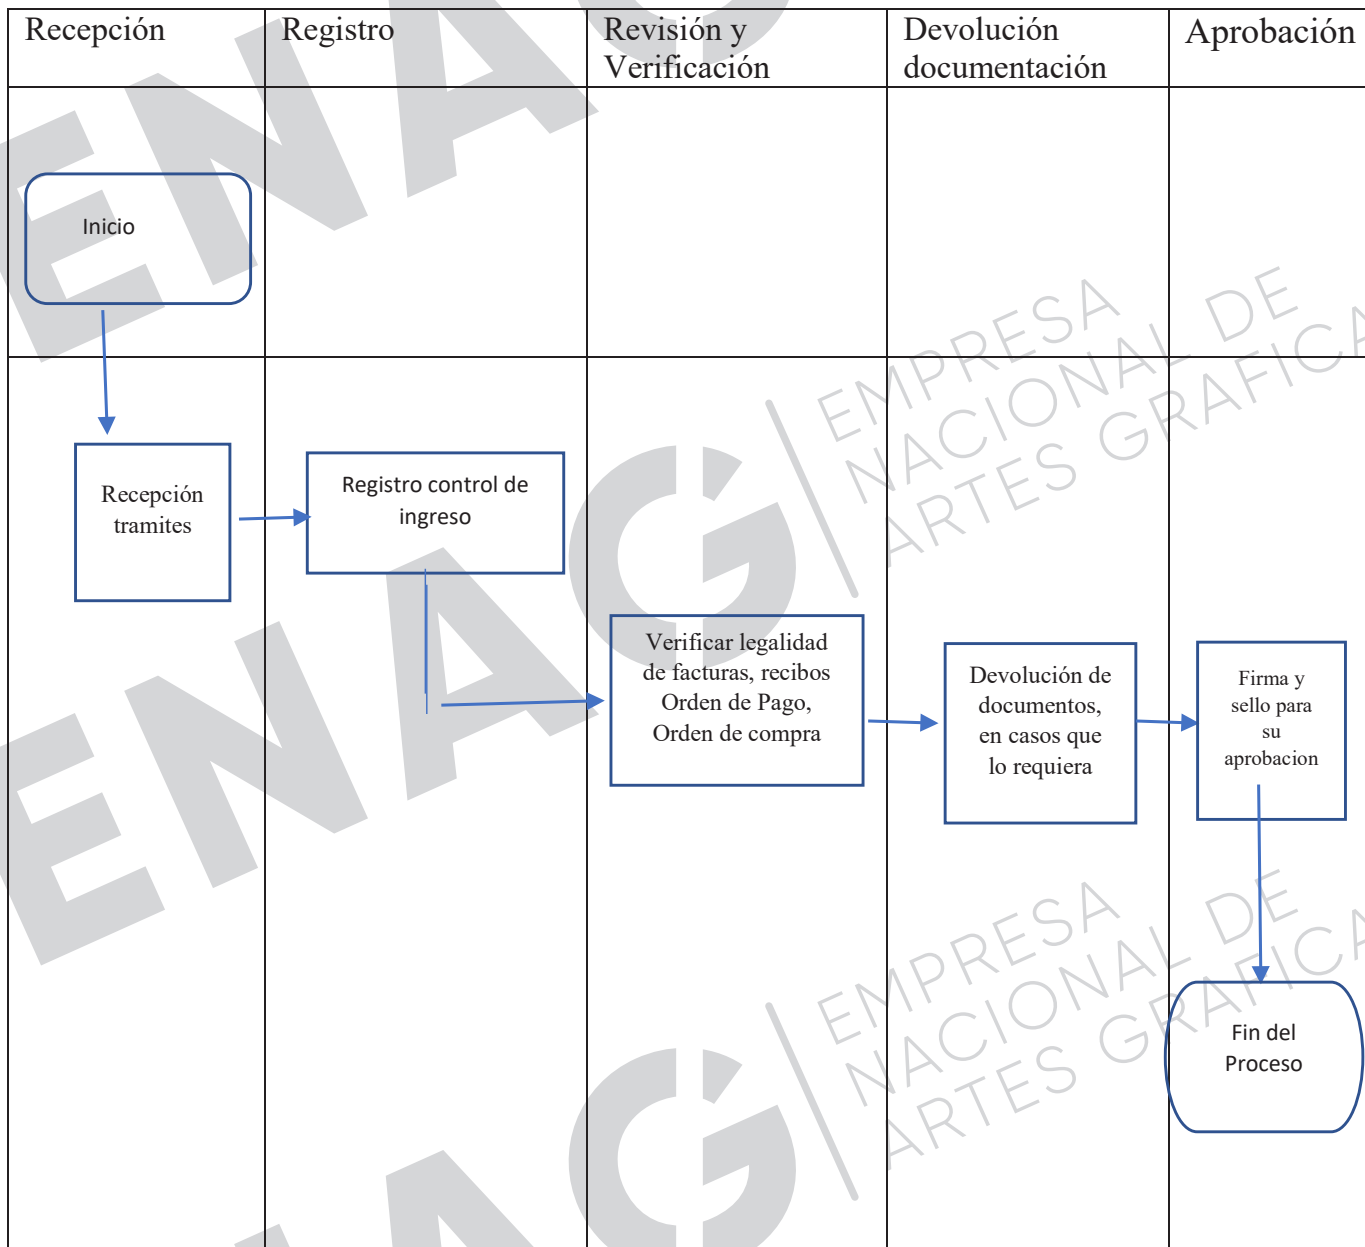 Recepción
Registro
Revisión y
Verificación
Devolución
documentación
Aprobación
Inicio
Recepción
tramites
Registro control de
ingreso
Verificar legalidad
de facturas, recibos
Orden de Pago,
Orden de compra
Devolución de
documentos,
en casos que
lo requiera
Firma y
sello para
su
aprobacion
Fin del
Proceso
ENAG
EMPRESA
NACIONAL DE
ARTES GRAFICA
ENAG
EMPRESA
NACIONAL DE
ARTES GRAFICA